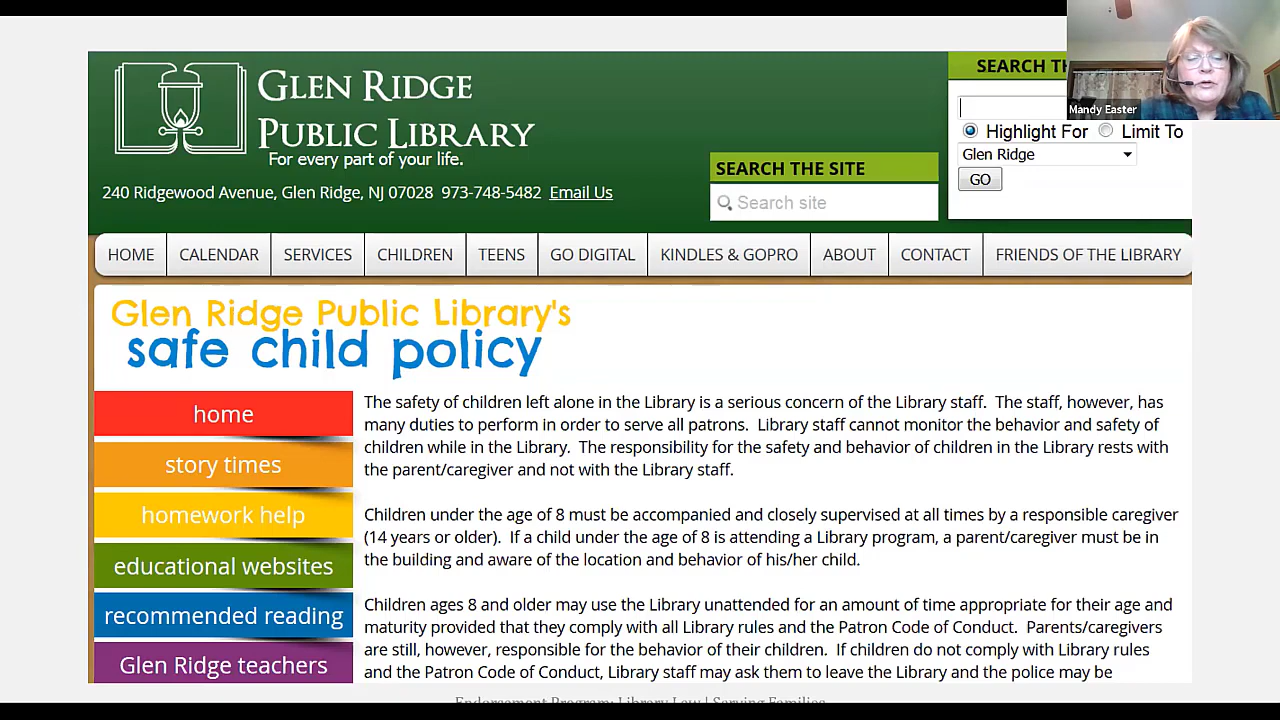 GLEN RIDGE
PUBLIC LIBRARY
For every part of your life.
240 Ridgewood Avenue, Glen Ridge, NJ 07028 973-748-5482 Email Us
SEARCH THE SITE
Search site
SEARCH
Mandy Easter
Highlight For Limit To
Glen Ridge
GO
HOME CALENDAR SERVICES CHILDREN TEENS GO DIGITAL KINDLES & GOPRO ABOUT CONTACT FRIENDS OF THE LIBRARY
Glen Ridge Public Library's
safe child policy
home
story times
homework help
educational websites
recommended reading
Glen Ridge teachers
The safety of children left alone in the Library is a serious concern of the Library staff. The staff, however, has
many duties to perform in order to serve all patrons. Library staff cannot monitor the behavior and safety of
children while in the Library. The responsibility for the safety and behavior of children in the Library rests with
the parent/caregiver and not with the Library staff.
Children under the age of 8 must be accompanied and closely supervised at all times by a responsible caregiver
(14 years or older). If a child under the age of 8 is attending a Library program, a parent/caregiver must be in
the building and aware of the location and behavior of his/her child.
Children ages 8 and older may use the Library unattended for an amount of time appropriate for their age and
maturity provided that they comply with all Library rules and the Patron Code of Conduct. Parents/caregivers
are still, however, responsible for the behavior of their children. If children do not comply with Library rules
and the Patron Code of Conduct, Library staff may ask them to leave the Library and the police may be
Endorsement Program: Library Law | Serving Families